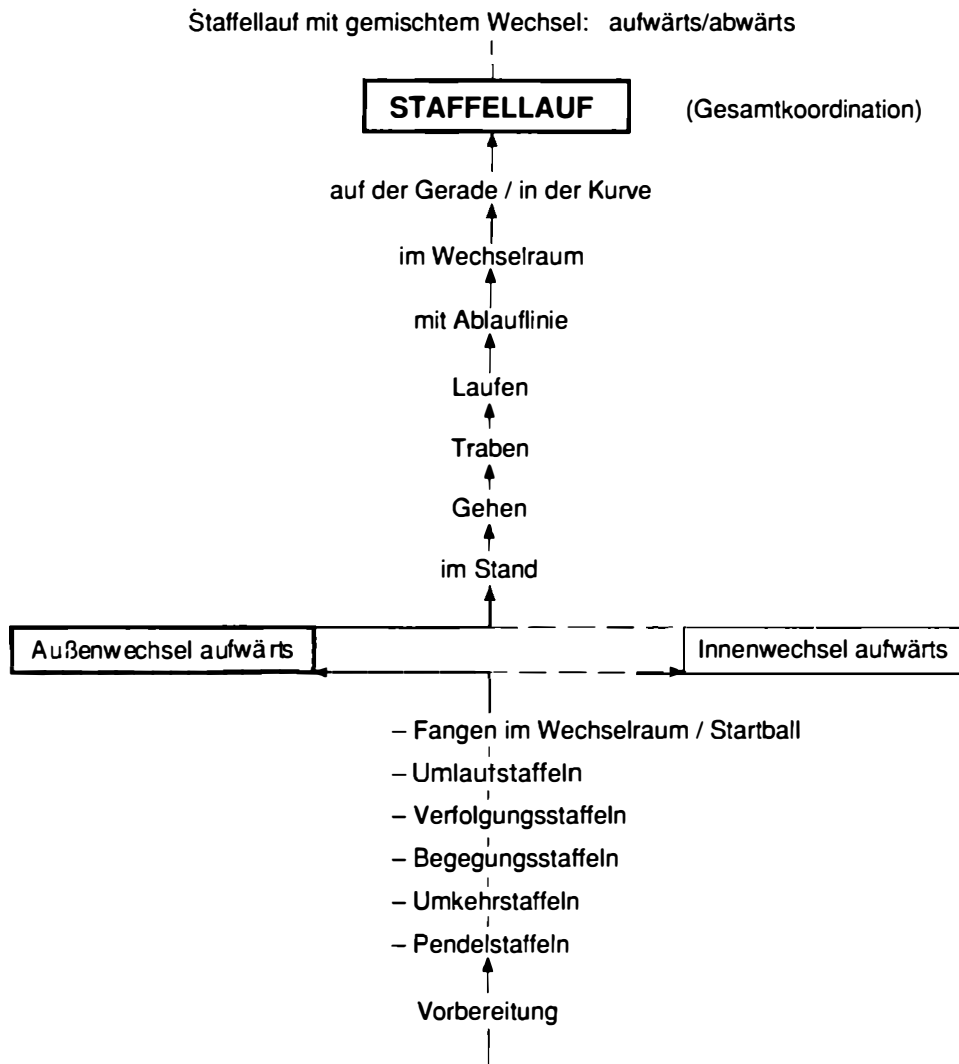 Staffellauf mit gemischtem Wechsel: aufwärts/abwärts
STAFFELLAUF (Gesamtkoordination)
auf der Gerade / in der Kurve
im Wechselraum
mit Ablauflinie
Laufen
Traben
Gehen
im Stand
Außenwechsel aufwärts Innenwechsel aufwärts
– Fangen im Wechselraum / Startball
– Umlaufstaffeln
– Verfolgungsstaffeln
– Begegungsstaffeln
– Umkehrstaffeln
– Pendelstaffeln
Vorbereitung